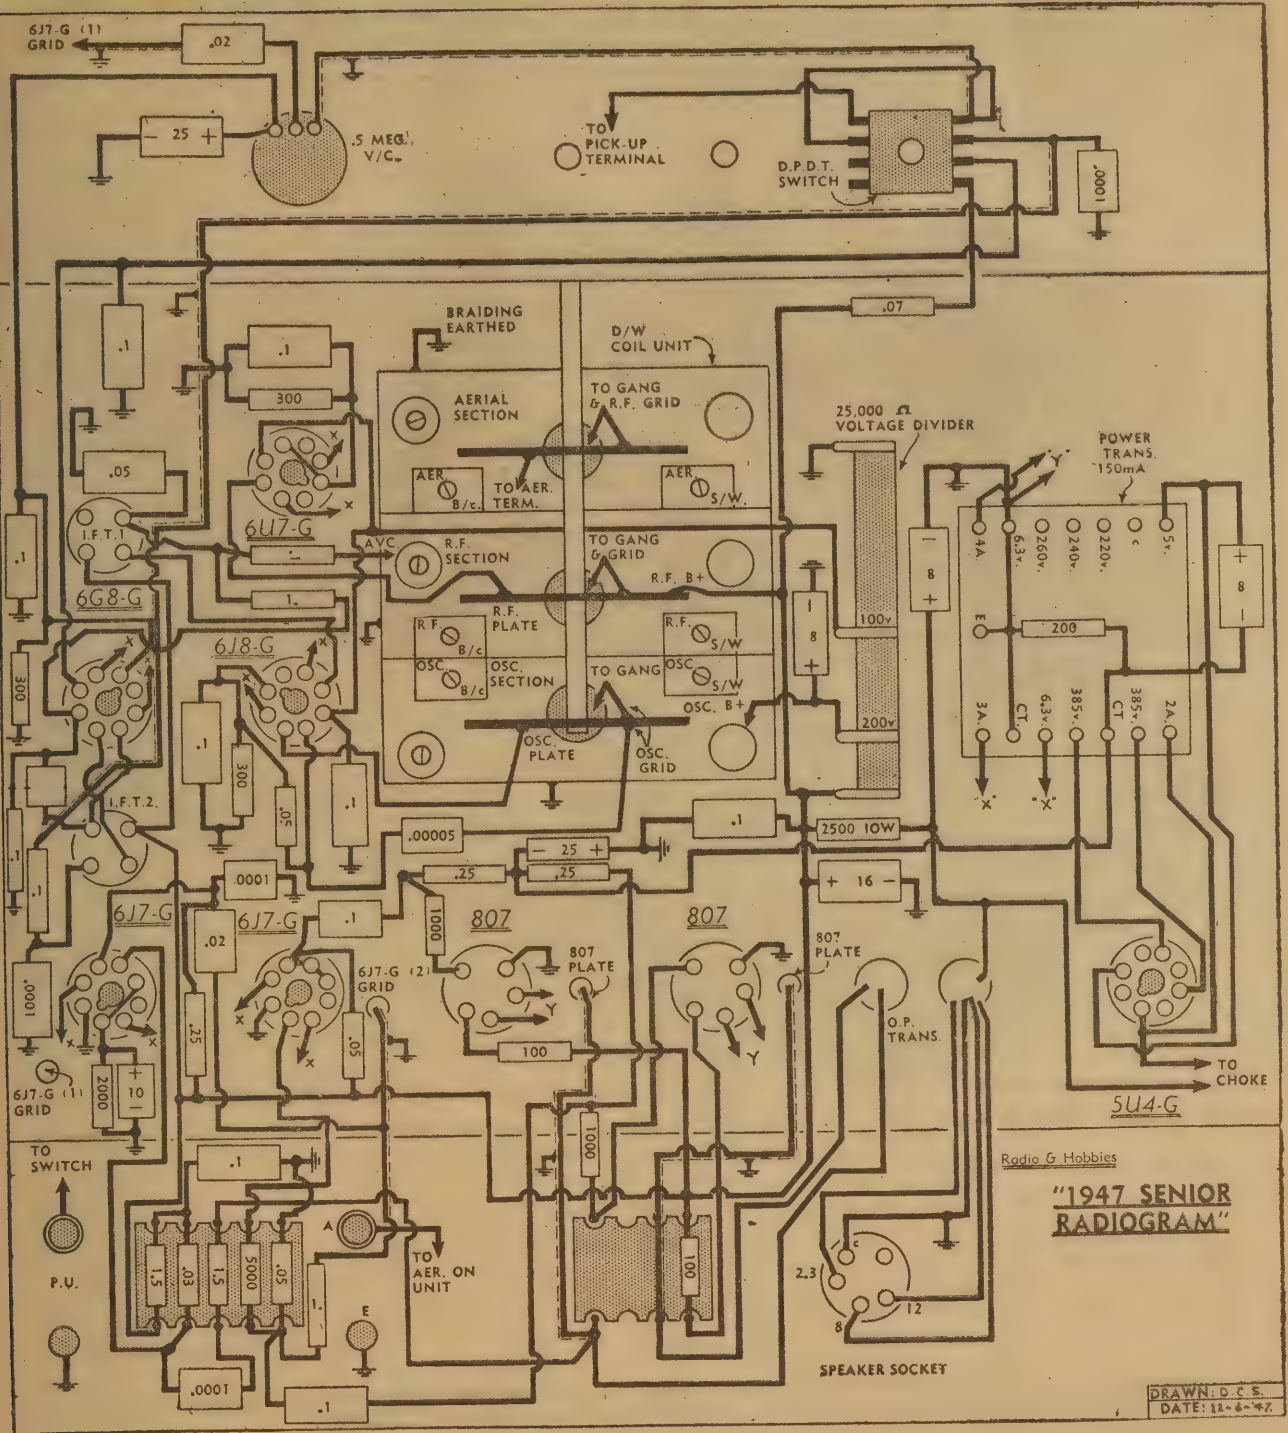 6J7-G (1)
GRID
.02
- 25 +
.5 MEG.
V/C.
TO
PICK-UP
TERMINAL
D.P.D.T.
SWITCH
.0001
.07
.1
.1
300
BRAIDING
EARTHED
D/W
COIL UNIT
AERIAL
SECTION
TO GANG
& R.F. GRID
AER.
B/c.
TO AER.
TERM.
AER.
S/W.
25,000 Ω
VOLTAGE DIVIDER
POWER
TRANS.
150mA
"Y"
.05
X
X
6U7-G
I.F.T.1
.1
AVC
R.F.
SECTION
TO GANG
& GRID
R.F. B+
R.F.
PLATE
R.F.
B/c
R.F.
S/W
OSC.
B/c
OSC.
SECTION
TO GANG
OSC.
S/W
OSC. B+
OSC.
PLATE
OSC.
GRID
100v
200v
- 8 +
- 8 +
4A.
6.3v.
260v.
240v.
220v.
c
5v.
+ 8 -
E
200
3A.
CT.
6.3v.
385v.
CT
385v.
2A.
"X"
"X"
.1
6G8-G
1.
6J8-G
X
X
X
X
300
.1
300
.05
.1
I.F.T.2.
.1
.1
.00005
.1
2500 10W
- 25 +
.25
.25
+ 16 -
.0001
6J7-G
.02
6J7-G
.1
1000
807
807
807
PLATE
807
PLATE
6J7-G (2)
GRID
.0001
X
X
.25
X
X
.05
Y
Y
100
O.P.
TRANS.
6J7-G (1)
GRID
2000
+ 10 -
1000
TO
CHOKE
5U4-G
TO
SWITCH
.1
P.U.
1.5
.03
1.5
5000
.05
1.
A
TO
AER. ON
UNIT
E
.0001
.1
100
c
2.3
8
12
SPEAKER SOCKET
Radio & Hobbies
"1947 SENIOR
RADIOGRAM"
DRAWN: D.C.S.
DATE: 11-6-47.